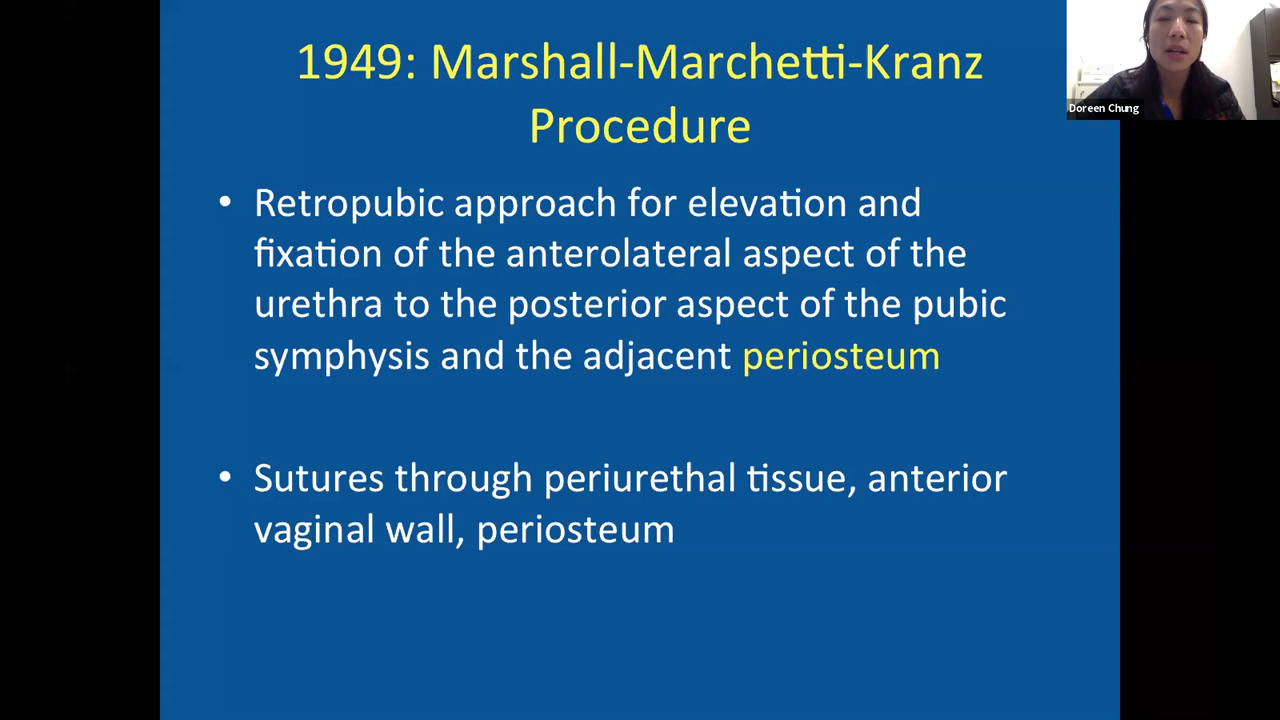 1949: Marshall-Marchetti-Kranz
Procedure
• Retropubic approach for elevation and
fixation of the anterolateral aspect of the
urethra to the posterior aspect of the pubic
symphysis and the adjacent periosteum
• Sutures through periurethal tissue, anterior
vaginal wall, periosteum
Doreen Chung